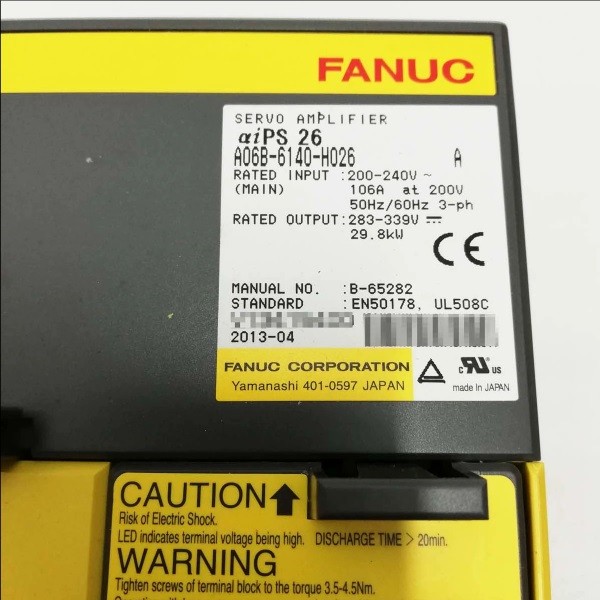 FANUC
SERVO AMPLIFIER
αiPS 26
A06B-6140-H026 A
RATED INPUT :200-240V ~
(MAIN) 106A at 200V
50Hz/60Hz 3-ph
RATED OUTPUT:283-339V ⎓
29.8kW
CE
MANUAL NO. :B-65282
STANDARD :EN50178, UL508C
2013-04
FANUC CORPORATION
Yamanashi 401-0597 JAPAN
c RU US
made in JAPAN
CAUTION
Risk of Electric Shock.
LED indicates terminal voltage being high. DISCHARGE TIME > 20min.
WARNING
Tighten screws of terminal block to the torque 3.5-4.5Nm.